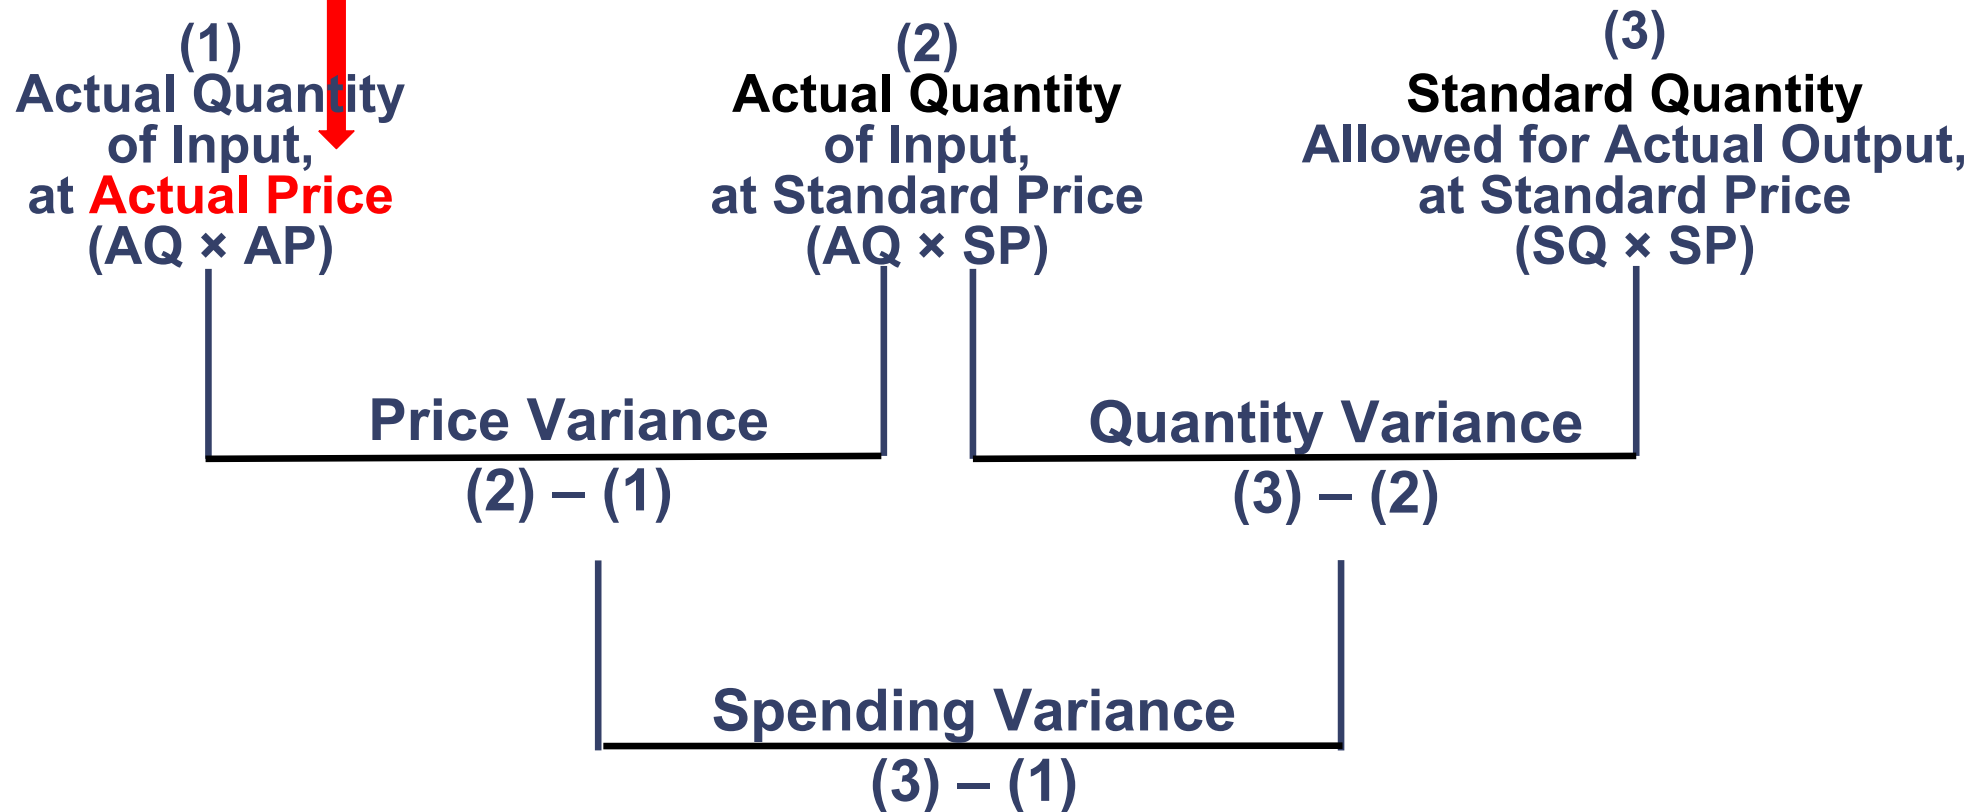 (1)
Actual Quantity
of Input,
at Actual Price
(AQ × AP)
(2)
Actual Quantity
of Input,
at Standard Price
(AQ × SP)
(3)
Standard Quantity
Allowed for Actual Output,
at Standard Price
(SQ × SP)
Price Variance
(2) – (1)
Quantity Variance
(3) – (2)
Spending Variance
(3) – (1)